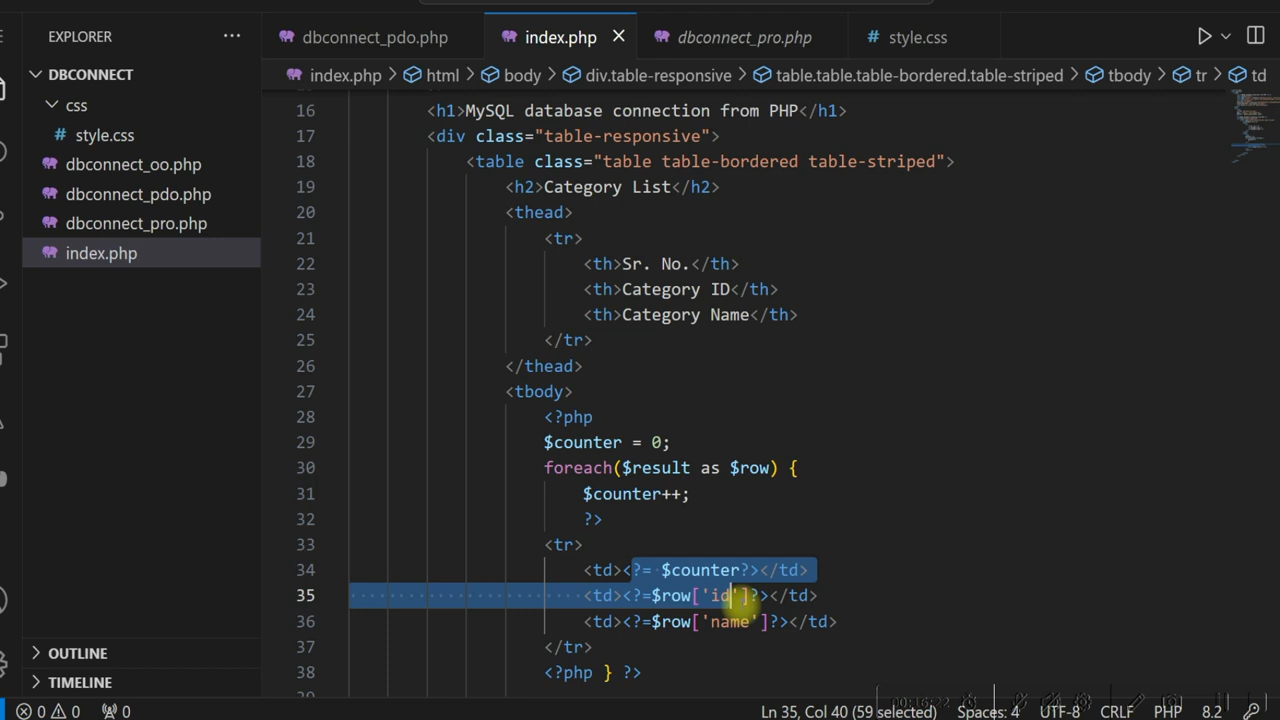 EXPLORER ...
dbconnect_pdo.php index.php dbconnect_pro.php style.css
DBCONNECT
css
style.css
dbconnect_oo.php
dbconnect_pdo.php
dbconnect_pro.php
index.php
OUTLINE
TIMELINE
index.php > html > body > div.table-responsive > table.table.table-bordered.table-striped > tbody > tr > td
16 <h1>MySQL database connection from PHP</h1>
17 <div class="table-responsive">
18 <table class="table table-bordered table-striped">
19 <h2>Category List</h2>
20 <thead>
21 <tr>
22 <th>Sr. No.</th>
23 <th>Category ID</th>
24 <th>Category Name</th>
25 </tr>
26 </thead>
27 <tbody>
28 <?php
29 $counter = 0;
30 foreach($result as $row) {
31 $counter++;
32 ?>
33 <tr>
34 <td><?= $counter?></td>
35 <td><?=$row['id']?></td>
36 <td><?=$row['name']?></td>
37 </tr>
38 <?php } ?>
0 0 0 Ln 35, Col 40 (59 selected) Spaces: 4 UTF-8 CRLF PHP 8.2